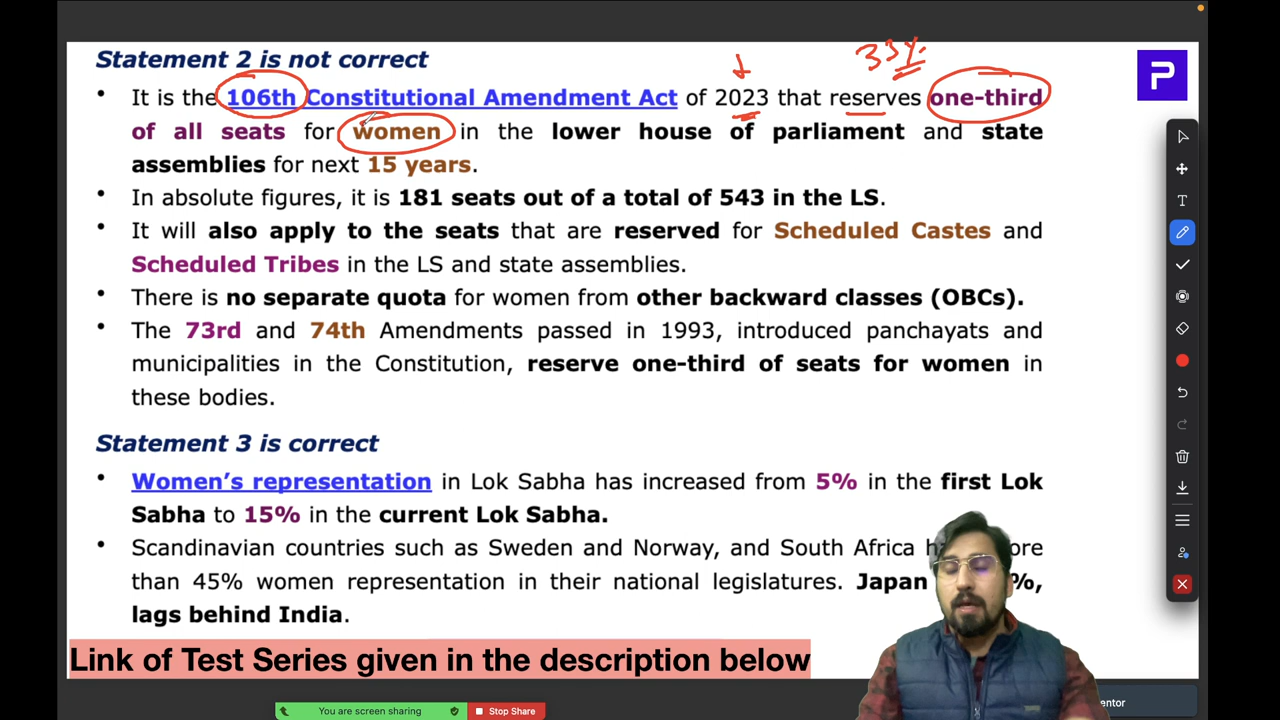 Statement 2 is not correct
33%
• It is the 106th Constitutional Amendment Act of 2023 that reserves one-third
of all seats for women in the lower house of parliament and state
assemblies for next 15 years.
• In absolute figures, it is 181 seats out of a total of 543 in the LS.
• It will also apply to the seats that are reserved for Scheduled Castes and
Scheduled Tribes in the LS and state assemblies.
• There is no separate quota for women from other backward classes (OBCs).
• The 73rd and 74th Amendments passed in 1993, introduced panchayats and
municipalities in the Constitution, reserve one-third of seats for women in
these bodies.
Statement 3 is correct
• Women's representation in Lok Sabha has increased from 5% in the first Lok
Sabha to 15% in the current Lok Sabha.
• Scandinavian countries such as Sweden and Norway, and South Africa
than 45% women representation in their national legislatures. Japan %,
lags behind India.
Link of Test Series given in the description below
You are screen sharing
Stop Share
P
T